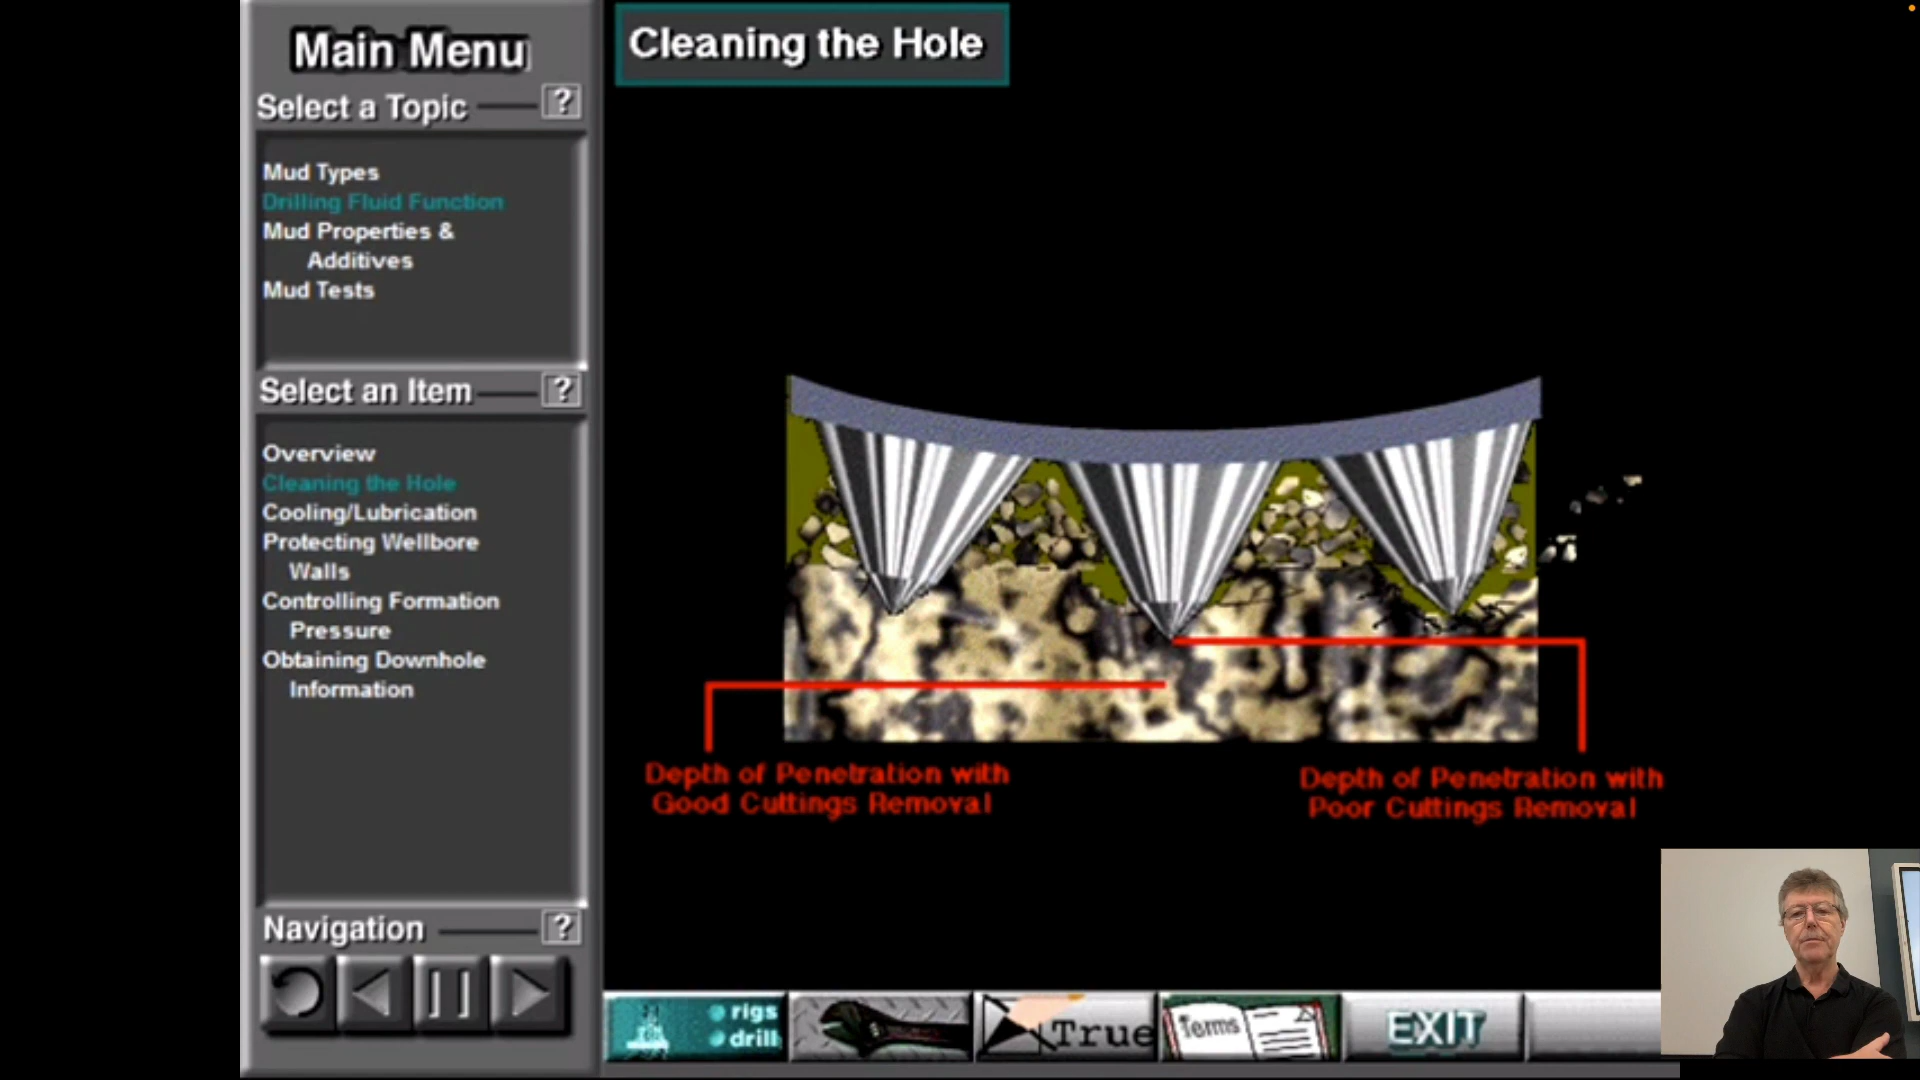 Main Menu
Select a Topic
?
Mud Types
Drilling Fluid Function
Mud Properties &
Additives
Mud Tests
Select an Item
?
Overview
Cleaning the Hole
Cooling/Lubrication
Protecting Wellbore
Walls
Controlling Formation
Pressure
Obtaining Downhole
Information
Navigation
?
Cleaning the Hole
Depth of Penetration with
Good Cuttings Removal
Depth of Penetration with
Poor Cuttings Removal
rigs
drill
True
Terms
EXIT